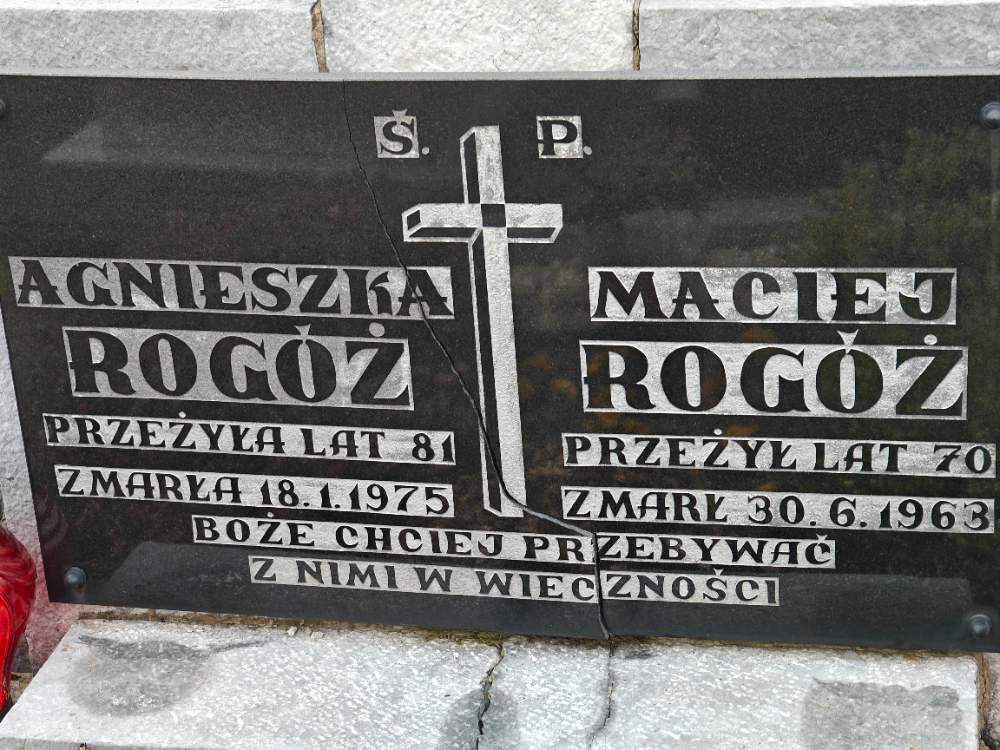 Ś. P.
AGNIESZKA
ROGÓŻ
PRZEŻYŁA LAT 81
ZMARŁA 18.1.1975
MACIEJ
ROGÓŻ
PRZEŻYŁ LAT 70
ZMARŁ 30.6.1963
BOŻE CHCIEJ PRZEBYWAĆ
Z NIMI W WIECZNOŚCI